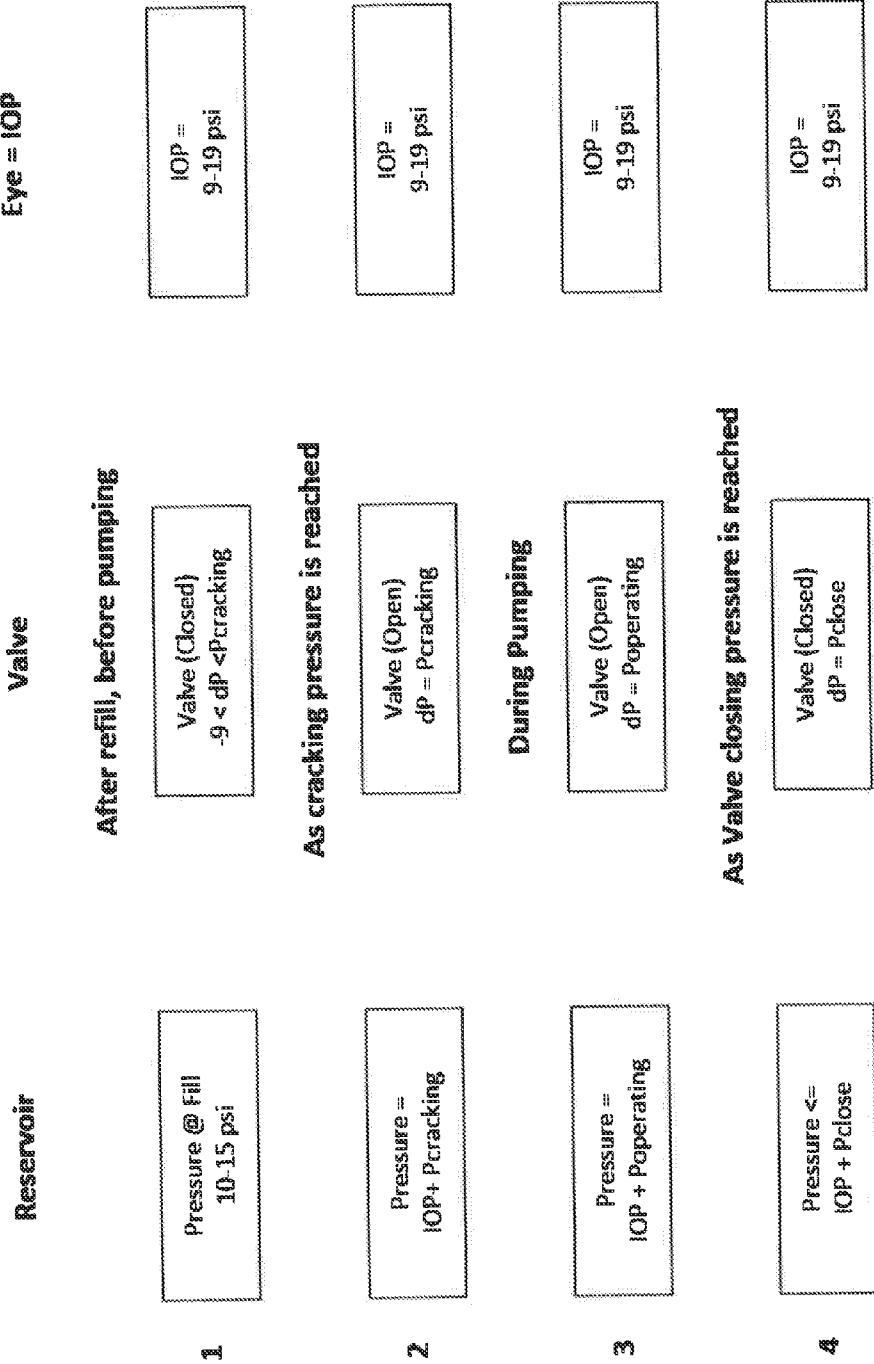 Reservoir
Valve
Eye = IOP
After refill, before pumping
1
Pressure @ Fill
10-15 psi
Valve (Closed)
-9 < dP <Pcracking
IOP =
9-19 psi
As cracking pressure is reached
2
Pressure =
IOP+ Pcracking
Valve (Open)
dP = Pcracking
IOP =
9-19 psi
During Pumping
3
Pressure =
IOP + Poperating
Valve (Open)
dP = Poperating
IOP =
9-19 psi
As Valve closing pressure is reached
4
Pressure <=
IOP + Pclose
Valve (Closed)
dP = Pclose
IOP =
9-19 psi